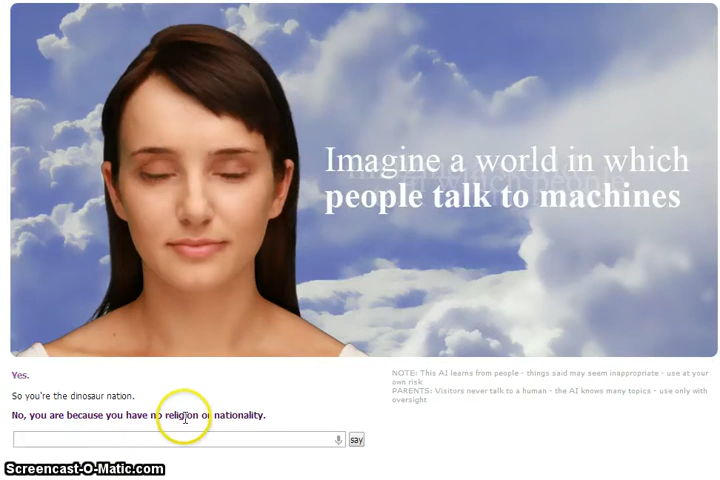 Imagine a world in which
people talk to machines
Yes.
So you're the dinosaur nation.
No, you are because you have no religion or nationality.
say
NOTE: This AI learns from people - things said may seem inappropriate - use at your
own risk
PARENTS: Visitors never talk to a human - the AI knows many topics - use only with
oversight
Screencast-O-Matic.com